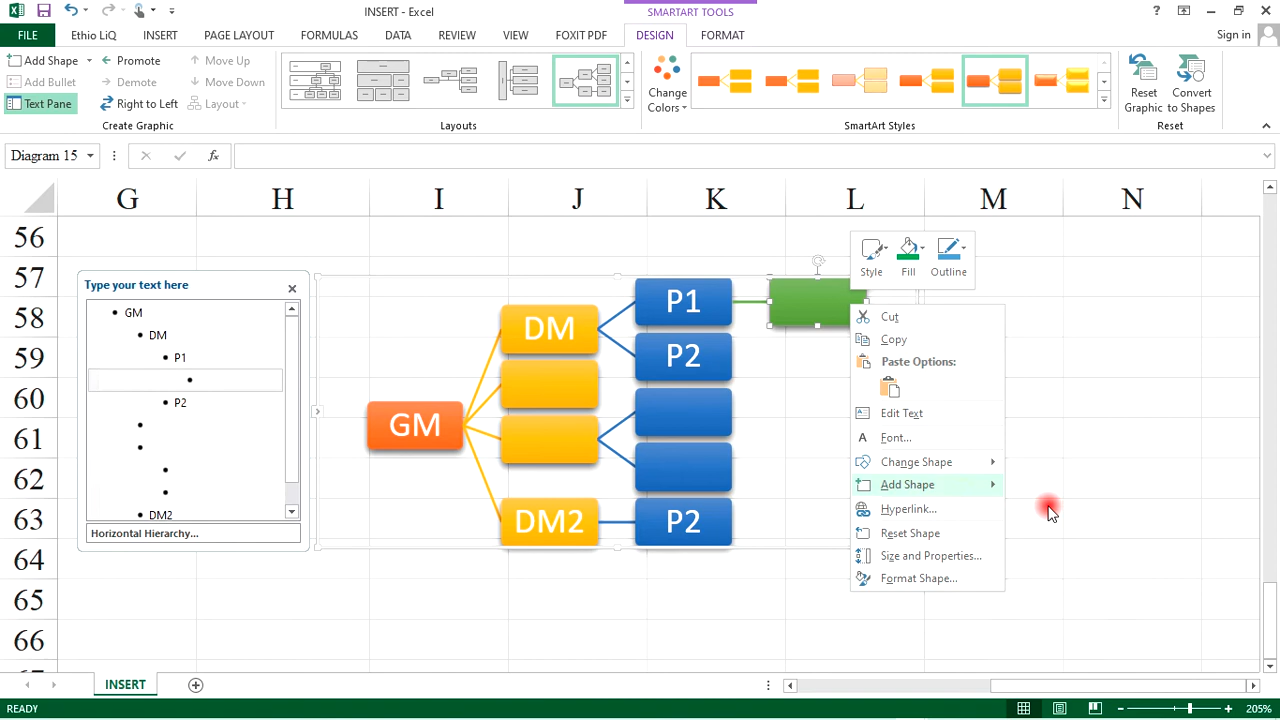 INSERT - Excel
SMARTART TOOLS
?
FILE Ethio LiQ INSERT PAGE LAYOUT FORMULAS DATA REVIEW VIEW FOXIT PDF DESIGN FORMAT Sign in
Add Shape Promote Move Up
Add Bullet Demote Move Down
Text Pane Right to Left Layout
Create Graphic
Layouts
Change
Colors
SmartArt Styles
Reset
Graphic
Convert
to Shapes
Reset
Diagram 15 fx
G H I J K L M N
56
57
58
59
60
61
62
63
64
65
66
Type your text here
GM
DM
P1
P2
DM2
Horizontal Hierarchy...
GM
DM
DM2
P1
P2
P2
Style Fill Outline
Cut
Copy
Paste Options:
Edit Text
A Font...
Change Shape
Add Shape
Hyperlink...
Reset Shape
Size and Properties...
Format Shape...
INSERT
READY 205%